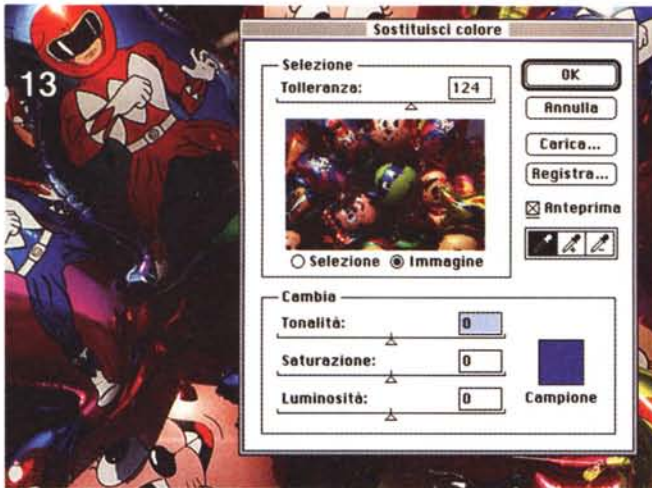 13
Sostituisci colore
Selezione
Tolleranza: 124
Selezione Immagine
OK
Annulla
Carica...
Registra...
Anteprima
Cambia
Tonalità: 0
Saturazione: 0
Luminosità: 0
Campione